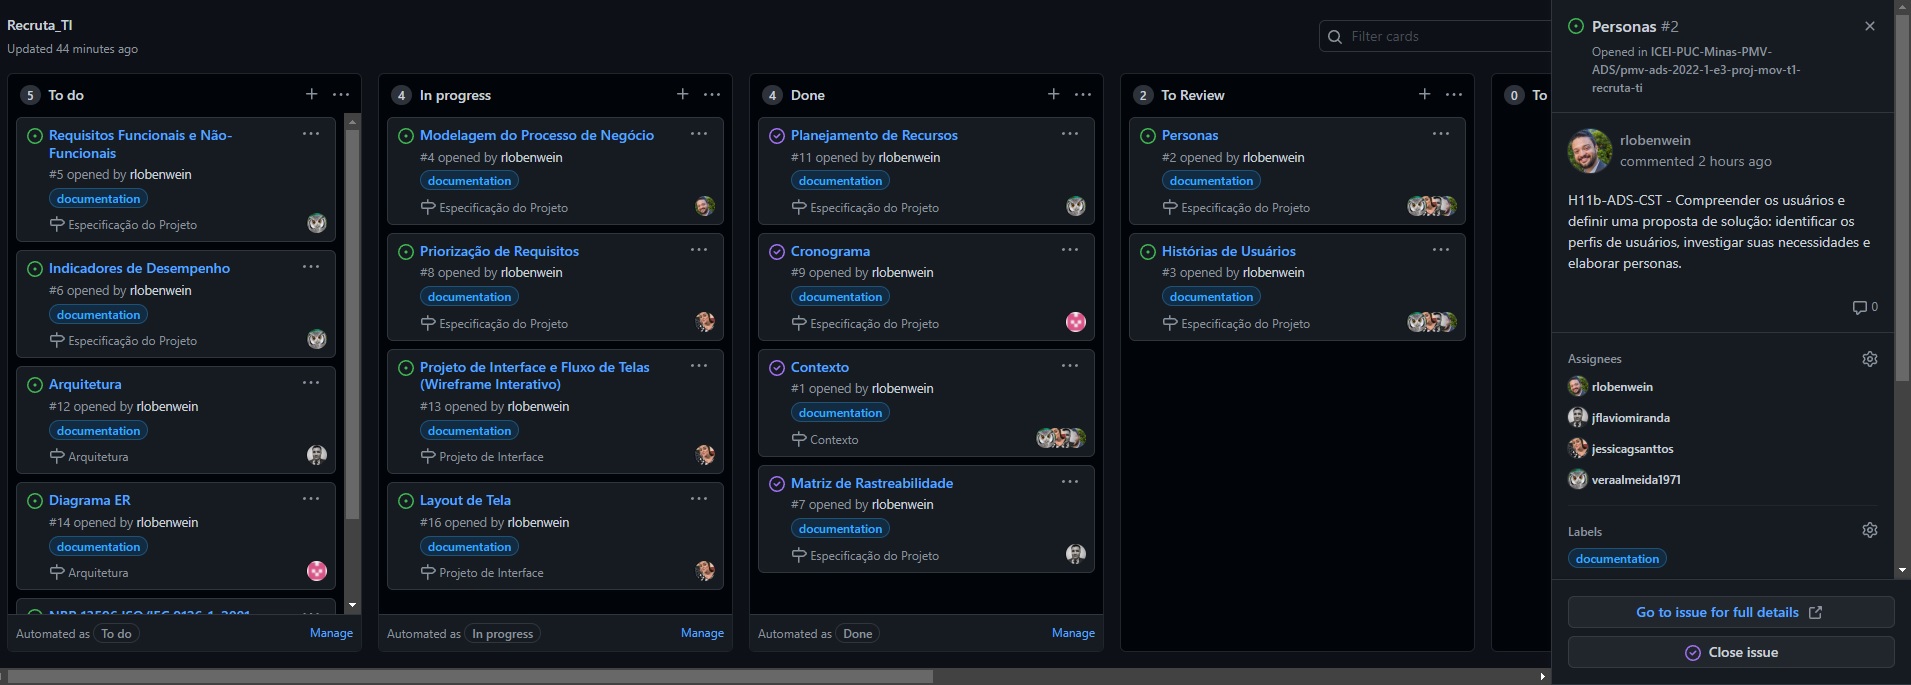 Recruta_TI
Updated 44 minutes ago
Filter cards
5 To do
Requisitos Funcionais e Não-
Funcionais
#5 opened by rlobenwein
documentation
Especificação do Projeto
Indicadores de Desempenho
#6 opened by rlobenwein
documentation
Especificação do Projeto
Arquitetura
#12 opened by rlobenwein
documentation
Arquitetura
Diagrama ER
#14 opened by rlobenwein
documentation
Arquitetura
Automated as To do
Manage
4 In progress
Modelagem do Processo de Negócio
#4 opened by rlobenwein
documentation
Especificação do Projeto
Priorização de Requisitos
#8 opened by rlobenwein
documentation
Especificação do Projeto
Projeto de Interface e Fluxo de Telas
(Wireframe Interativo)
#13 opened by rlobenwein
documentation
Projeto de Interface
Layout de Tela
#16 opened by rlobenwein
documentation
Projeto de Interface
Automated as In progress
Manage
4 Done
Planejamento de Recursos
#11 opened by rlobenwein
documentation
Especificação do Projeto
Cronograma
#9 opened by rlobenwein
documentation
Especificação do Projeto
Contexto
#1 opened by rlobenwein
documentation
Contexto
Matriz de Rastreabilidade
#7 opened by rlobenwein
documentation
Especificação do Projeto
Automated as Done
Manage
2 To Review
Personas
#2 opened by rlobenwein
documentation
Especificação do Projeto
Histórias de Usuários
#3 opened by rlobenwein
documentation
Especificação do Projeto
0 To
Personas #2
Opened in ICEI-PUC-Minas-PMV-
ADS/pmv-ads-2022-1-e3-proj-mov-t1-
recruta-ti
rlobenwein
commented 2 hours ago
H11b-ADS-CST - Compreender os usuários e
definir uma proposta de solução: identificar os
perfis de usuários, investigar suas necessidades e
elaborar personas.
0
Assignees
rlobenwein
jflaviomiranda
jessicagsanttos
veraalmeida1971
Labels
documentation
Go to issue for full details
Close issue